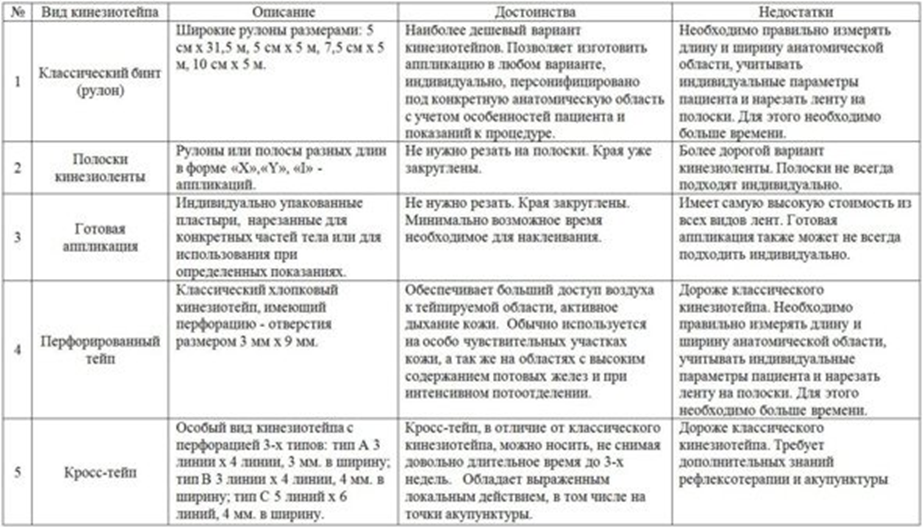 №
Вид кинезиотейпа
Описание
Достоинства
Недостатки
1
Классический бинт
(рулон)
Широкие рулоны размерами: 5
см х 31,5 м, 5 см х 5 м, 7,5 см х 5
м, 10 см х 5 м.
Наиболее дешевый вариант
кинезиотейпов. Позволяет изготовить
аппликацию в любом варианте,
индивидуально, персонифицировано
под конкретную анатомическую область
с учетом особенностей пациента и
показаний к процедуре.
Необходимо правильно измерять
длину и ширину анатомической
области, учитывать
индивидуальные параметры
пациента и нарезать ленту на
полоски. Для этого необходимо
больше времени.
2
Полоски
кинезиоленты
Рулоны или полосы разных длин
в форме «X»,«Y», «I» -
аппликаций.
Не нужно резать на полоски. Края уже
закруглены.
Более дорогой вариант
кинезиоленты. Полоски не всегда
подходят индивидуально.
3
Готовая
аппликация
Индивидуально упакованные
пластыри, нарезанные для
конкретных частей тела или для
использования при
определенных показаниях.
Не нужно резать. Края закруглены.
Минимально возможное время
необходимое для наклеивания.
Имеет самую высокую стоимость из
всех видов лент. Готовая
аппликация также может не всегда
подходить индивидуально.
4
Перфорированный
тейп
Классический хлопковый
кинезиотейп, имеющий
перфорацию - отверстия
размером 3 мм х 9 мм.
Обеспечивает больший доступ воздуха
к тейпируемой области, активное
дыхание кожи. Обычно используется
на особо чувствительных участках
кожи, а так же на областях с высоким
содержанием потовых желез и при
интенсивном потоотделении.
Дороже классического
кинезиотейпа. Необходимо
правильно измерять длину и
ширину анатомической области,
учитывать индивидуальные
параметры пациента и нарезать
ленту на полоски. Для этого
необходимо больше времени.
5
Кросс-тейп
Особый вид кинезиотейпа с
перфорацией 3-х типов: тип А 3
линии х 4 линии, 3 мм. в ширину;
тип В 3 линии х 4 линии, 4 мм. в
ширину; тип С 5 линий х 6
линий, 4 мм. в ширину.
Кросс-тейп, в отличие от классического
кинезиотейпа, можно носить, не снимая
довольно длительное время до 3-х
недель. Обладает выраженным
локальным действием, в том числе на
точки акупунктуры.
Дороже классического
кинезиотейпа. Требует
дополнительных знаний
рефлексотерапии и акупунктуры